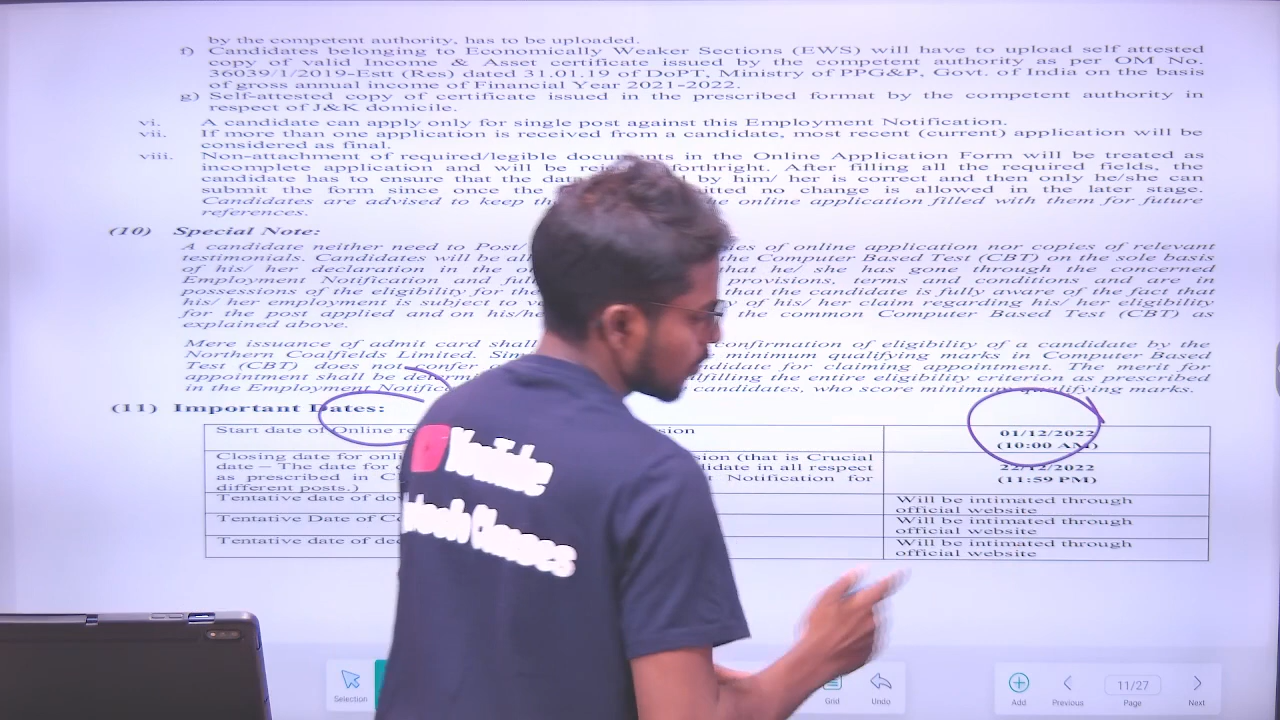 by the competent authority, has to be uploaded.
f) Candidates belonging to Economically Weaker Sections (EWS) will have to upload self attested
copy of valid Income & Asset certificate issued by the competent authority as per OM No.
36039/1/2019-Estt (Res) dated 31.01.19 of DoPT, Ministry of PPG&P, Govt. of India on the basis
of gross annual income of Financial Year 2021-2022.
g) Self-attested copy of certificate issued in the prescribed format by the competent authority in
respect of J&K domicile.
vi. A candidate can apply only for single post against this Employment Notification.
vii. If more than one application is received from a candidate, most recent (current) application will be
considered as final.
viii. Non-attachment of required/legible documents in the Online Application Form will be treated as
incomplete application and will be forthright. After filling all the required fields, the
candidate has to ensure that the by him/ her is correct and then only he/she can
submit the form since once the no change is allowed in the later stage.
Candidates are advised to keep online application filled with them for future
references.
(10) Special Note:
A candidate neither need to Post/ of online application nor copies of relevant
testimonials. Candidates will be the Computer Based Test (CBT) on the sole basis
of his/ her declaration in the that he/ she has gone through the concerned
Employment Notification and provisions, terms and conditions and are in
possessions of the eligibility for that the candidate is fully aware of the fact that
his/ her employment is subject to of his/ her claim regarding his/ her eligibility
for the post applied and on the common Computer Based Test (CBT) as
explained above.
Mere issuance of admit card confirmation of eligibility of a candidate by the
Northern Coalfields Limited. minimum qualifying marks in Computer Based
Test (CBT) does not confer candidate for claiming appointment. The merit for
appointment shall be the entire eligibility criterion as prescribed
in the Employment candidates, who score minimum qualifying marks.
(11) Important Dates:
Start date of Online
01/12/2022
(10:00 AM)
Closing date for (that is Crucial
date – The date for in all respect
as prescribed in Notification for
different posts.)
22/12/2022
(11:59 PM)
Tentative date of
Will be intimated through
official website
Tentative Date of
Will be intimated through
official website
Tentative date of
Will be intimated through
official website
YouTube
Classes
Selection
Grid
Undo
Add
Previous
11/27
Page
Next